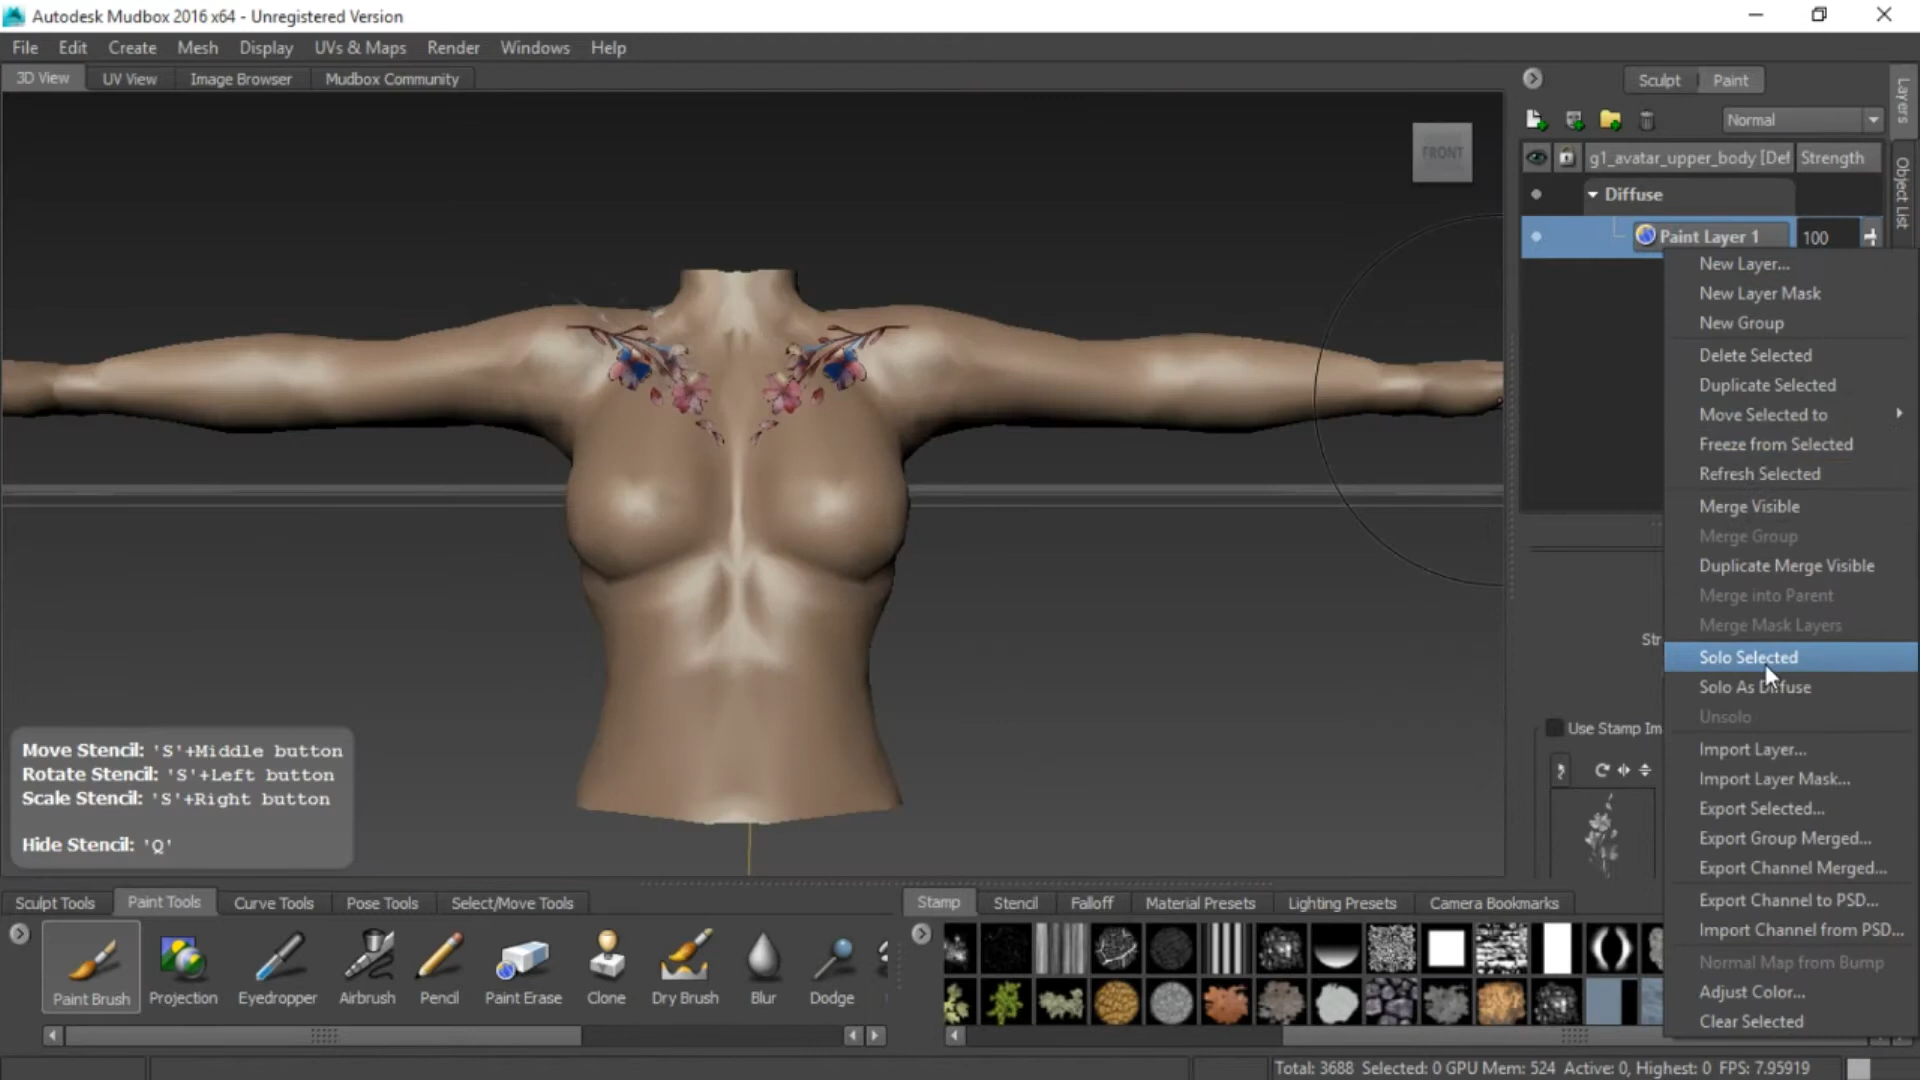 Autodesk Mudbox 2016 x64 - Unregistered Version
File Edit Create Mesh Display UVs & Maps Render Windows Help
3D View UV View Image Browser Mudbox Community
Sculpt Paint
Layers
Object List
Normal
FRONT
g1_avatar_upper_body [Def Strength
Diffuse
Paint Layer 1 100
New Layer...
New Layer Mask
New Group
Delete Selected
Duplicate Selected
Move Selected to
Freeze from Selected
Refresh Selected
Merge Visible
Merge Group
Duplicate Merge Visible
Merge into Parent
Merge Mask Layers
Str
Solo Selected
Solo As Diffuse
Unsolo
Use Stamp Im
Import Layer...
Import Layer Mask...
Export Selected...
Export Group Merged...
Export Channel Merged...
Export Channel to PSD...
Import Channel from PSD...
Normal Map from Bump
Adjust Color...
Clear Selected
Move Stencil: 'S'+Middle button
Rotate Stencil: 'S'+Left button
Scale Stencil: 'S'+Right button
Hide Stencil: 'Q'
Sculpt Tools Paint Tools Curve Tools Pose Tools Select/Move Tools
Stamp Stencil Falloff Material Presets Lighting Presets Camera Bookmarks
Paint Brush Projection Eyedropper Airbrush Pencil Paint Erase Clone Dry Brush Blur Dodge
Total: 3688 Selected: 0 GPU Mem: 524 Active: 0, Highest: 0 FPS: 7.95919